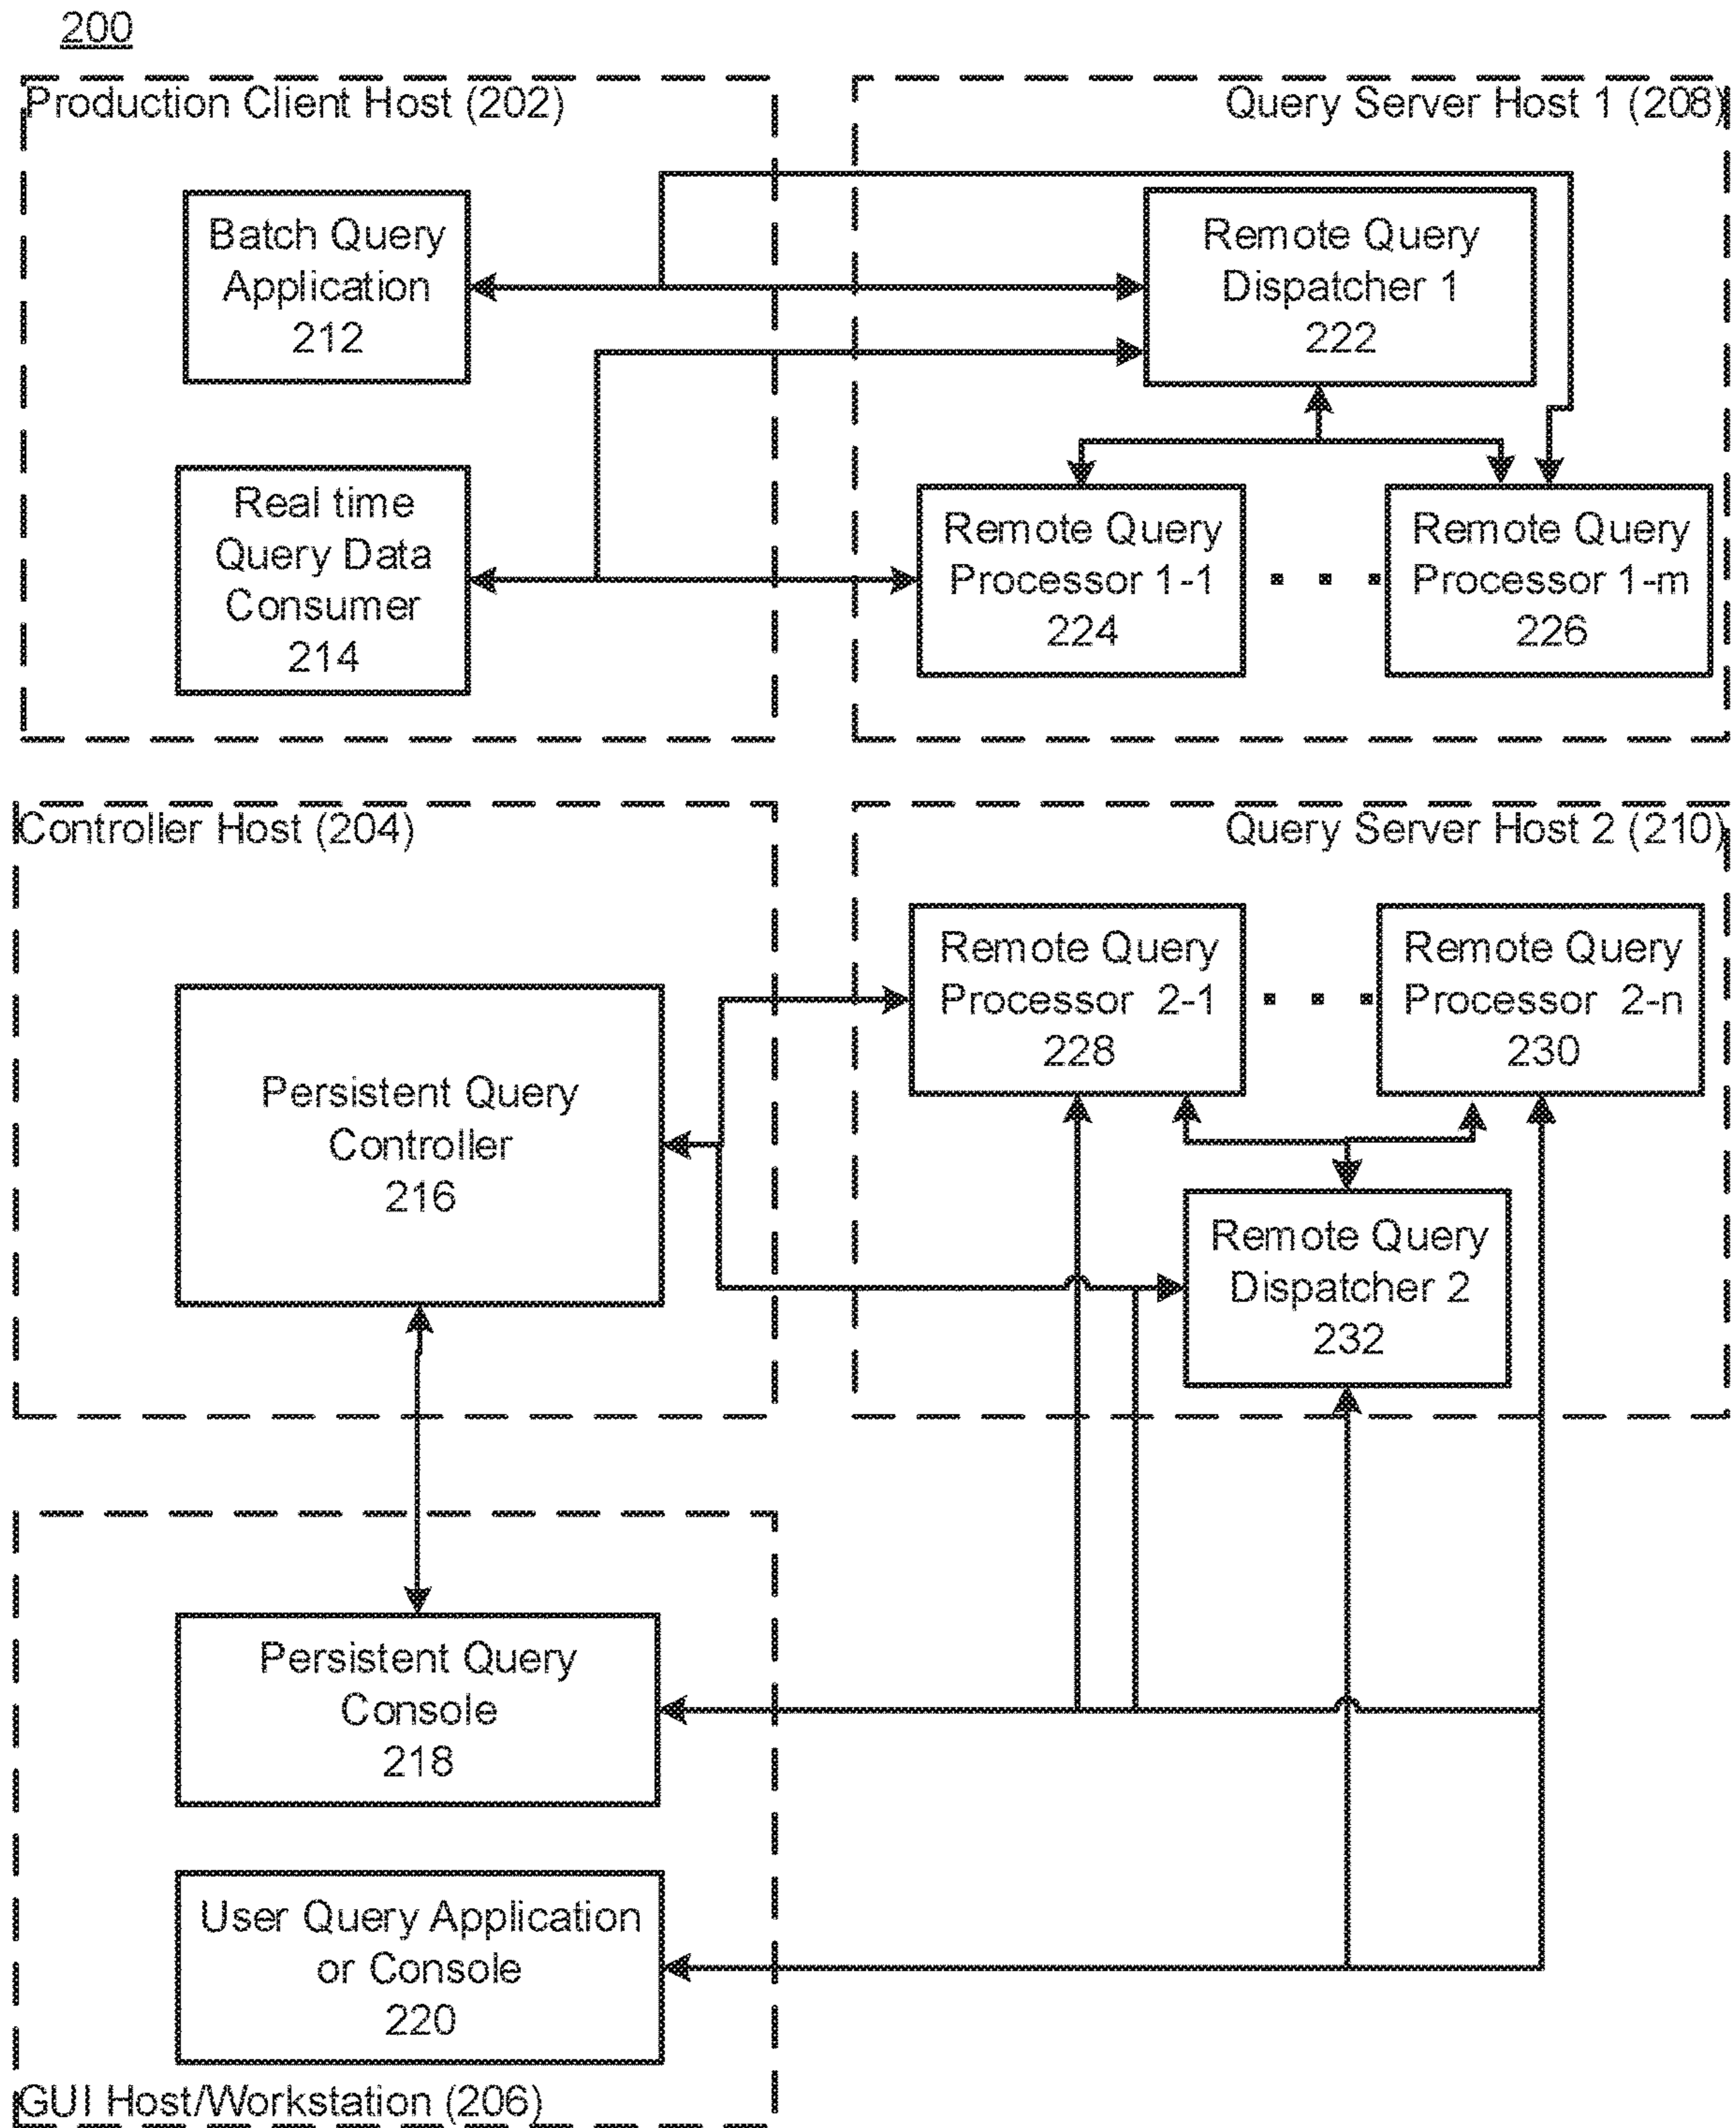 200
Production Client Host (202)
Query Server Host 1 (208)
Batch Query
Application
212
Remote Query
Dispatcher 1
222
Real time
Query Data
Consumer
214
Remote Query
Processor 1-1
224
Remote Query
Processor 1-m
226
Controller Host (204)
Query Server Host 2 (210)
Persistent Query
Controller
216
Remote Query
Processor 2-1
228
Remote Query
Processor 2-n
230
Remote Query
Dispatcher 2
232
Persistent Query
Console
218
User Query Application
or Console
220
GUI Host/Workstation (206)